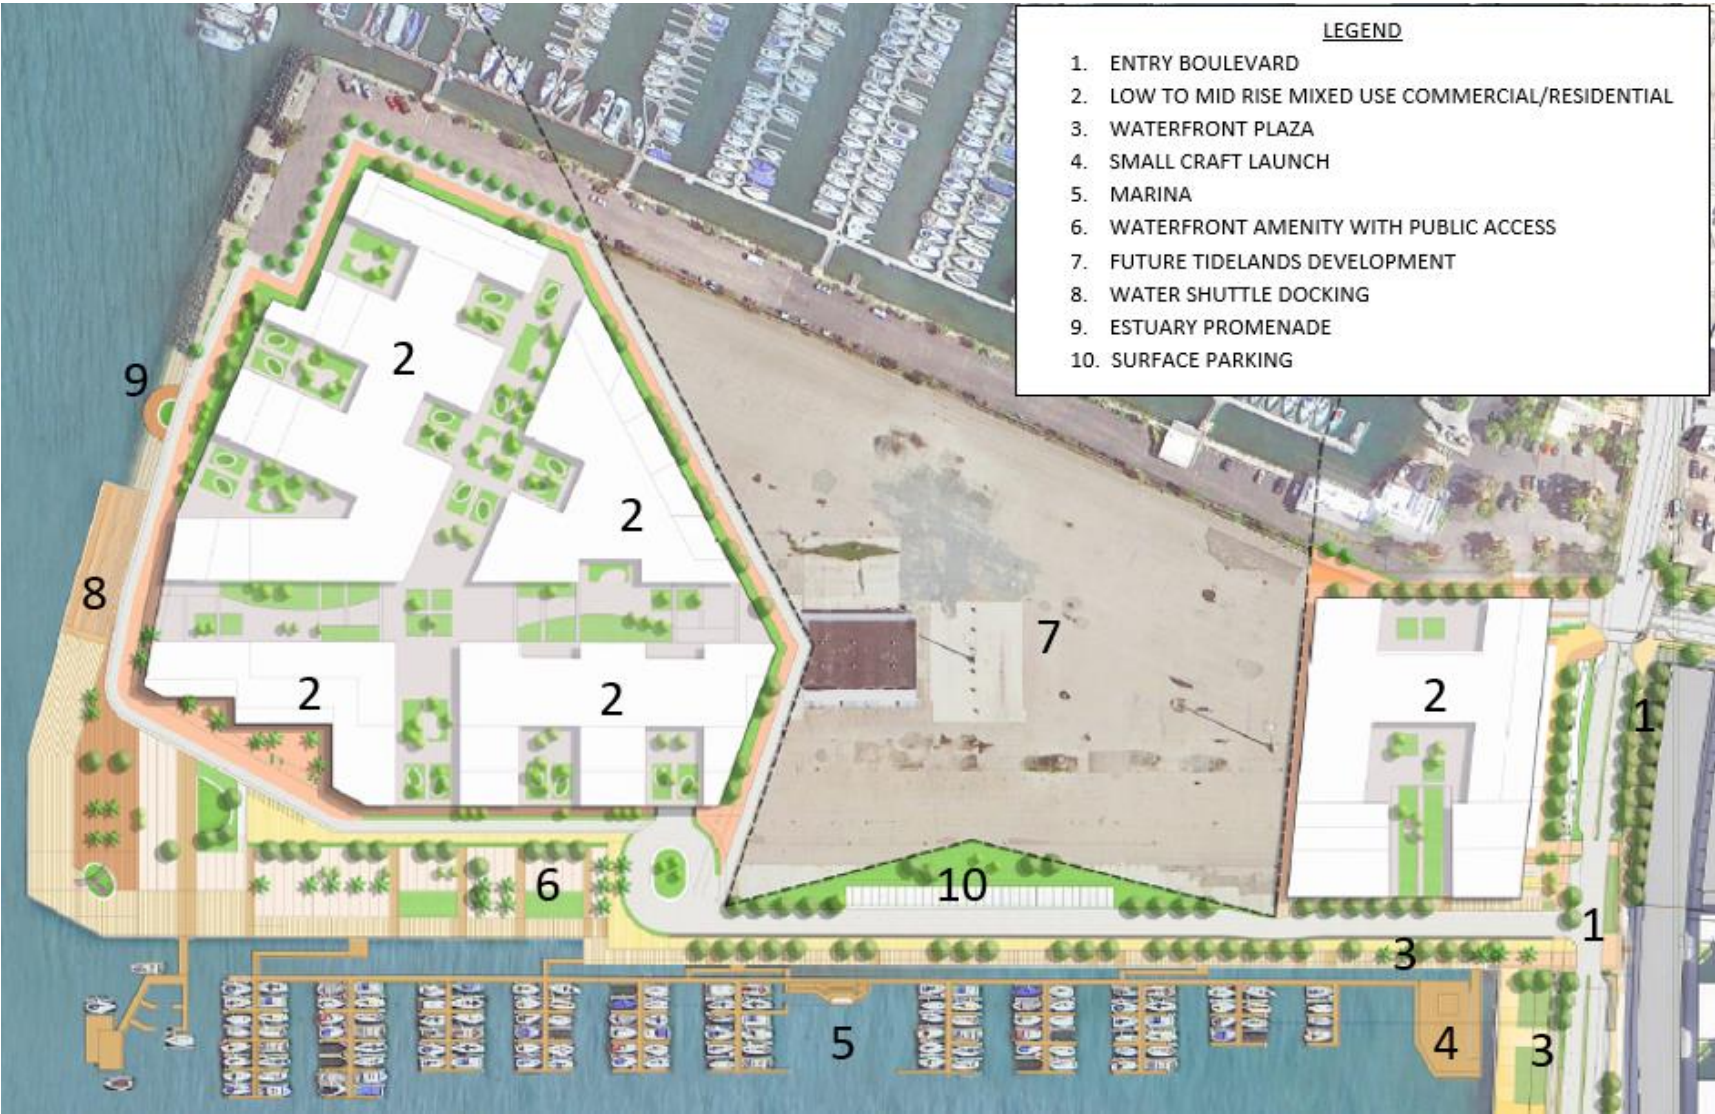 LEGEND
1. ENTRY BOULEVARD
2. LOW TO MID RISE MIXED USE COMMERCIAL/RESIDENTIAL
3. WATERFRONT PLAZA
4. SMALL CRAFT LAUNCH
5. MARINA
6. WATERFRONT AMENITY WITH PUBLIC ACCESS
7. FUTURE TIDELANDS DEVELOPMENT
8. WATER SHUTTLE DOCKING
9. ESTUARY PROMENADE
10. SURFACE PARKING
2
9
2
8
7
2
2
2
1
6
10
1
3
5
4
3